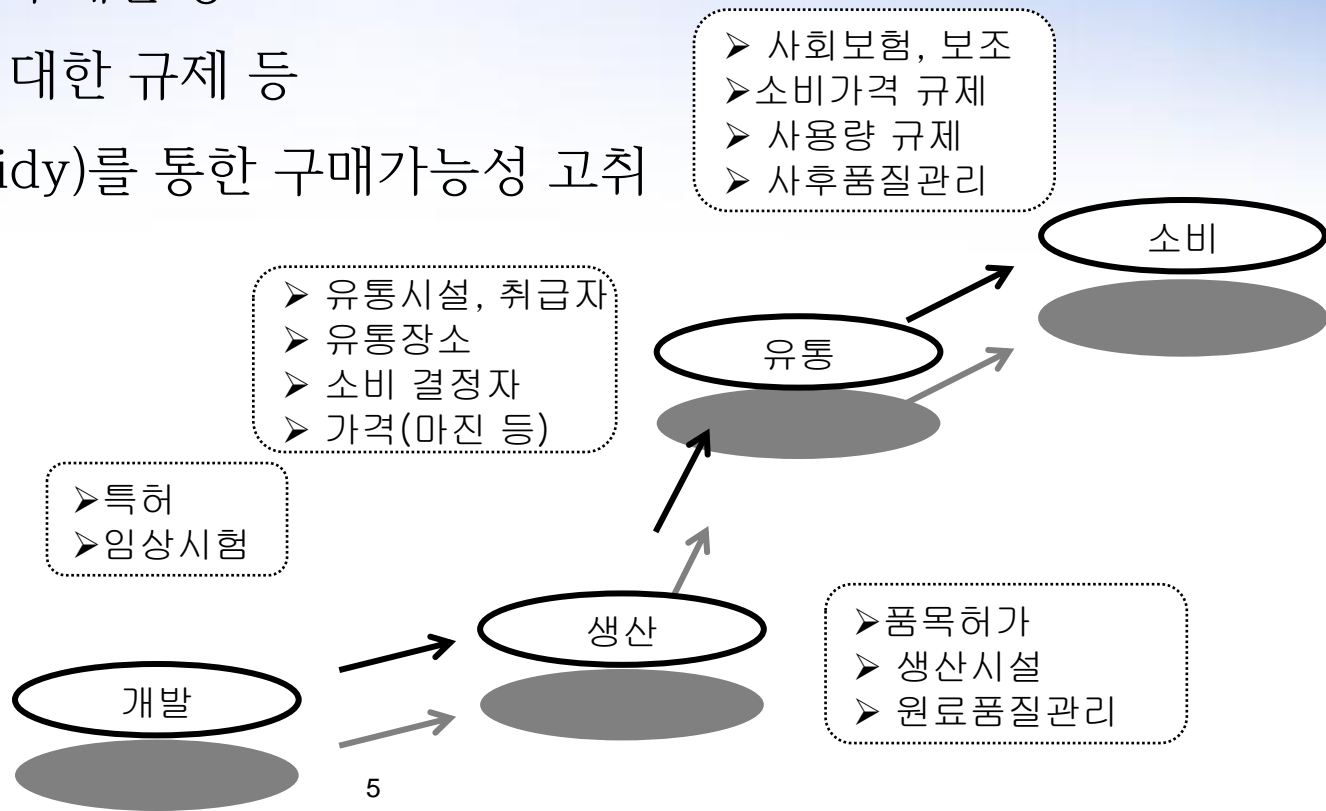 대한 규제 등
idy)를 통한 구매가능성 고취
➢ 사회보험, 보조
➢소비가격 규제
➢ 사용량 규제
➢ 사후품질관리
소비
➢ 유통시설, 취급자
➢ 유통장소
➢ 소비 결정자
➢ 가격(마진 등)
유통
➢특허
➢임상시험
생산
➢품목허가
➢ 생산시설
➢ 원료품질관리
개발
5